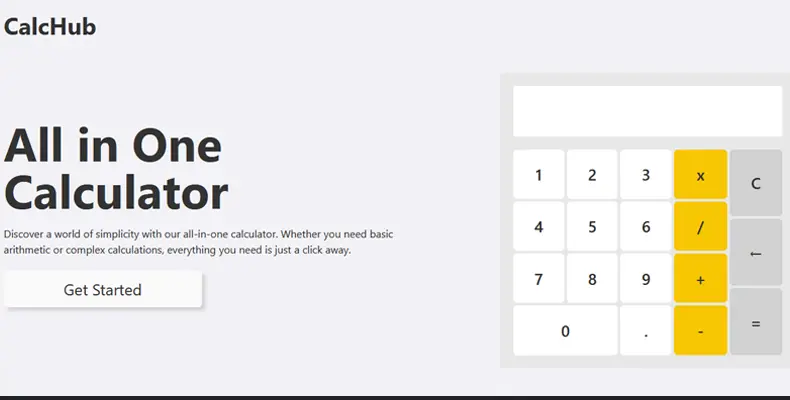 CalcHub
All in One
Calculator
Discover a world of simplicity with our all-in-one calculator. Whether you need basic
arithmetic or complex calculations, everything you need is just a click away.
Get Started
1 2 3 x C
4 5 6 /
7 8 9 + ←
0 . - =